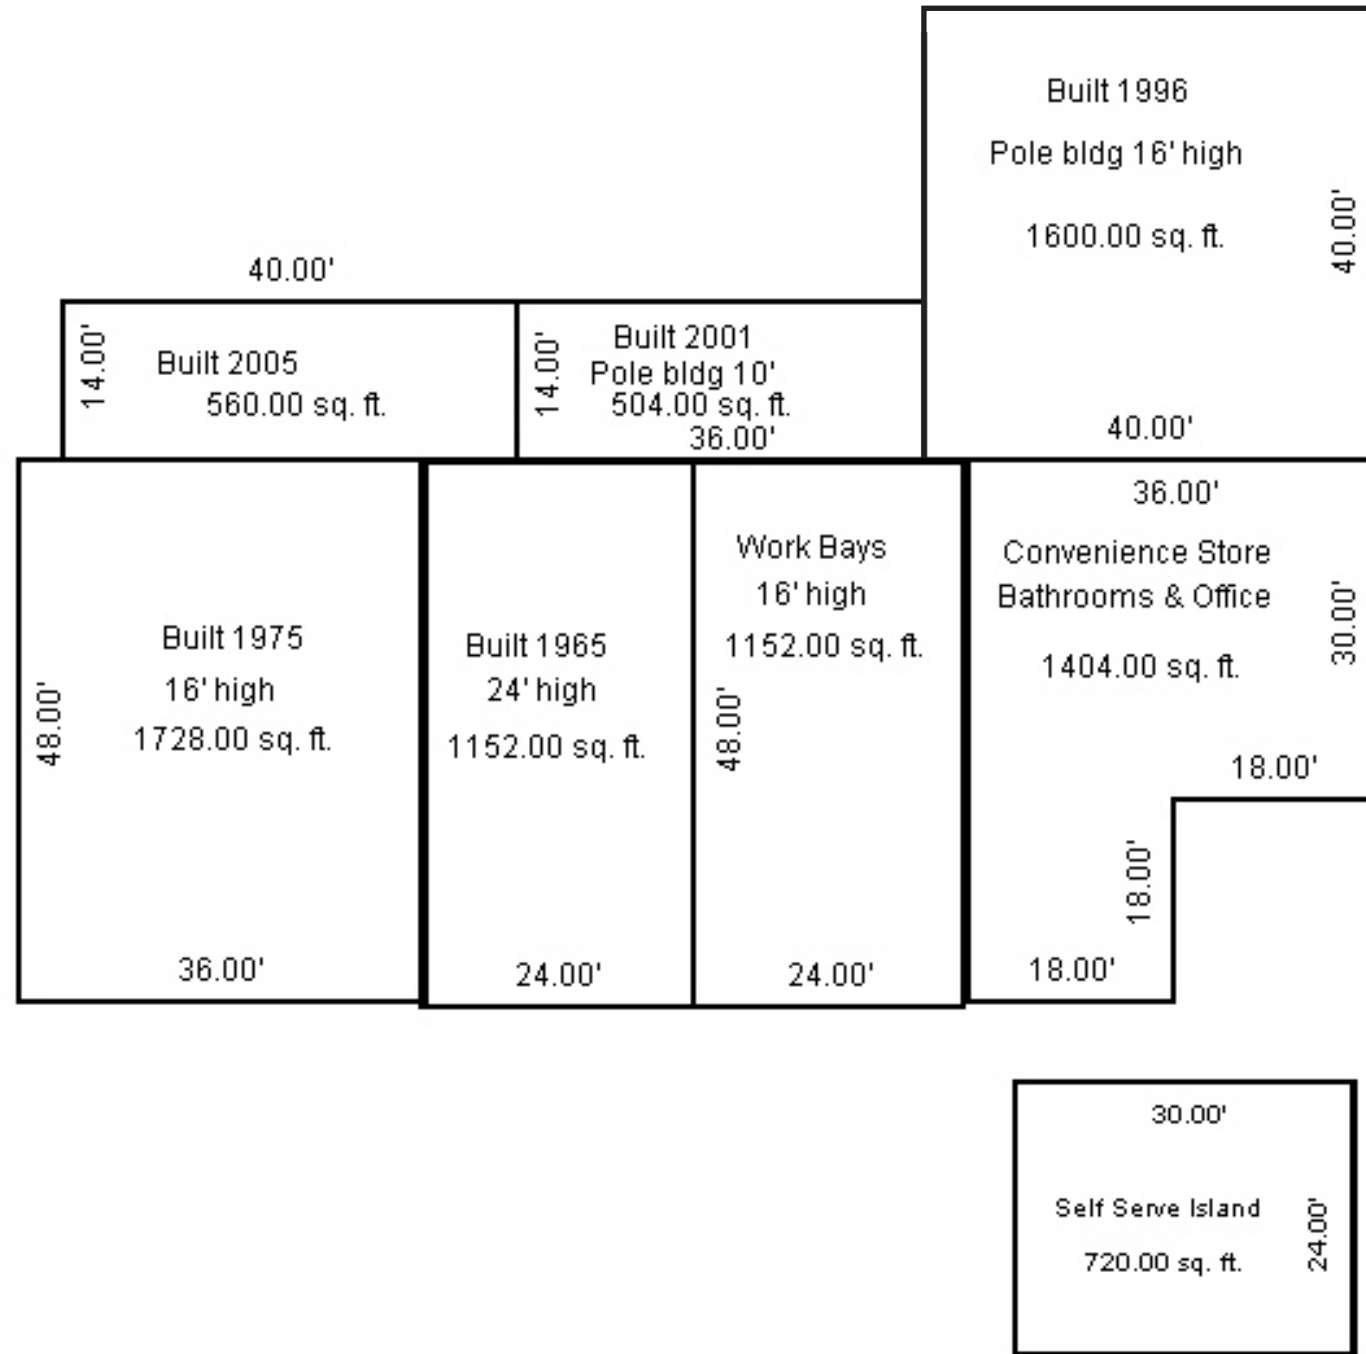 Built 1996
Pole bldg 16' high
1600.00 sq. ft.
40.00'
40.00'
40.00'
14.00'
Built 2005
560.00 sq. ft.
14.00'
Built 2001
Pole bldg 10'
504.00 sq. ft.
36.00'
Built 1975
16' high
1728.00 sq. ft.
48.00'
36.00'
Built 1965
24' high
1152.00 sq. ft.
24.00'
Work Bays
16' high
1152.00 sq. ft.
48.00'
24.00'
36.00'
Convenience Store
Bathrooms & Office
1404.00 sq. ft.
30.00'
18.00'
18.00'
18.00'
30.00'
Self Serve Island
720.00 sq. ft.
24.00'